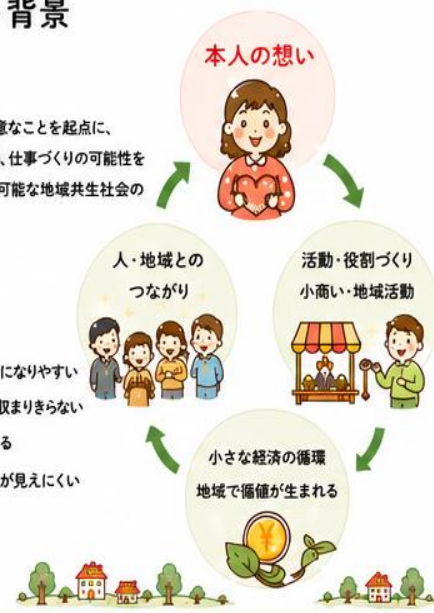 背景
意なことを起点に、
、仕事づくりの可能性を
可能な地域共生社会の
になりやすい
収まりきらない
る
が見えにくい
本人の想い
活動・役割づくり
小商い・地域活動
小さな経済の循環
地域で循値が生まれる
人・地域との
つながり
¥